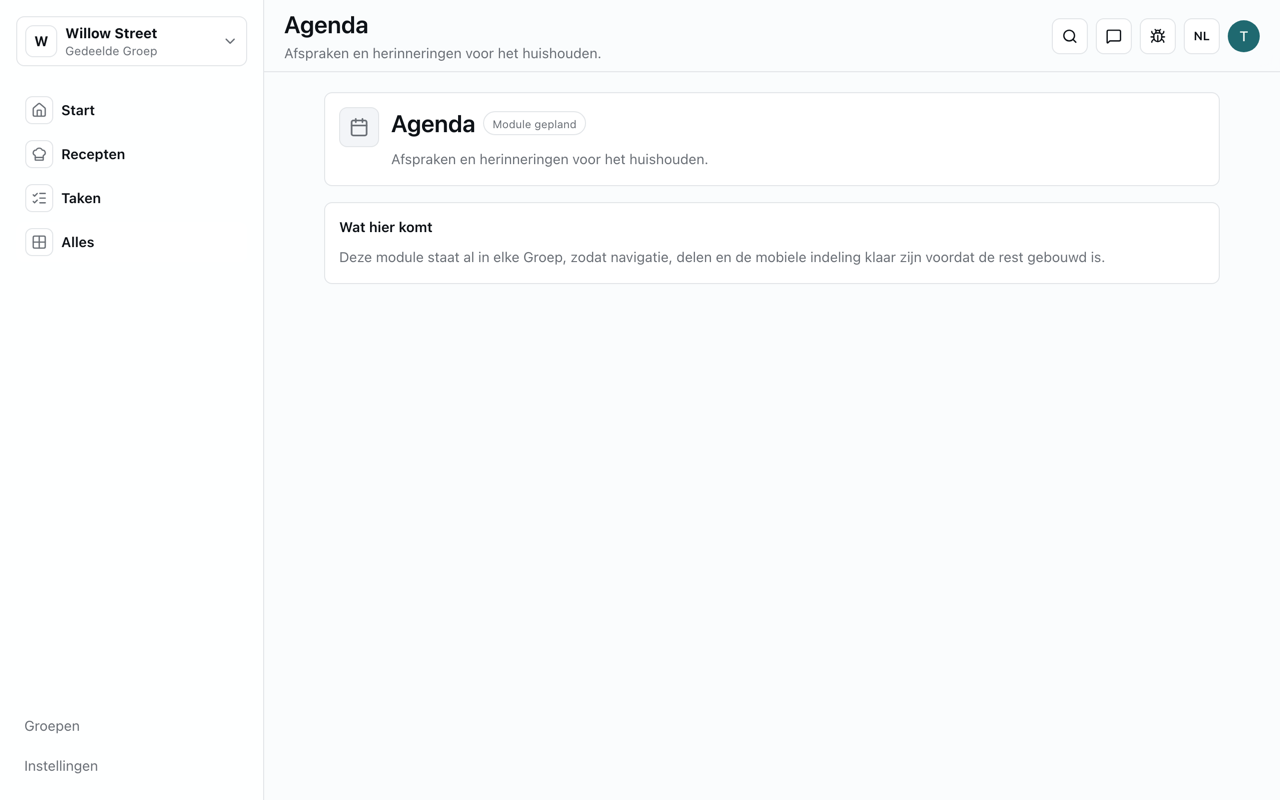 W
Willow Street
Gedeelde Groep
Start
Recepten
Taken
Alles
Groepen
Instellingen
Agenda
Afspraken en herinneringen voor het huishouden.
NL
T
Agenda
Module gepland
Afspraken en herinneringen voor het huishouden.
Wat hier komt
Deze module staat al in elke Groep, zodat navigatie, delen en de mobiele indeling klaar zijn voordat de rest gebouwd is.